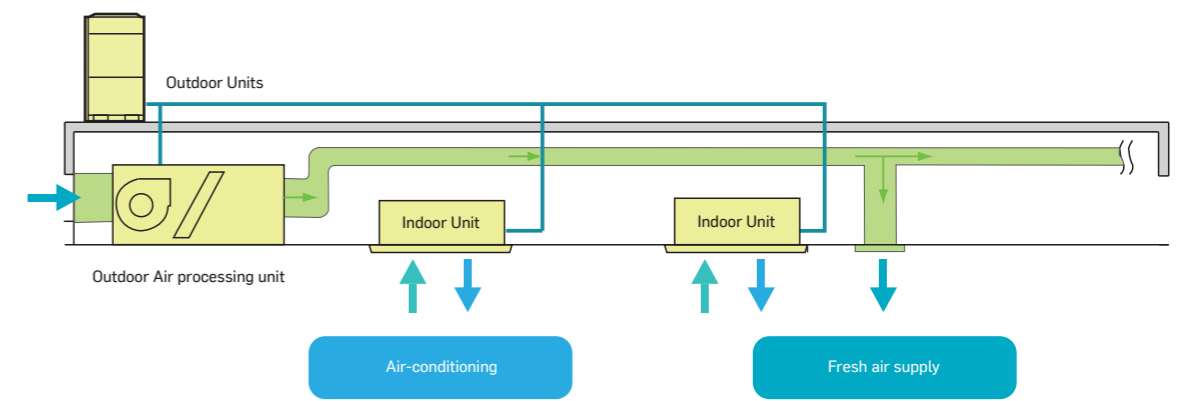 Outdoor Units
Indoor Unit
Indoor Unit
Outdoor Air processing unit
Air-conditioning
Fresh air supply